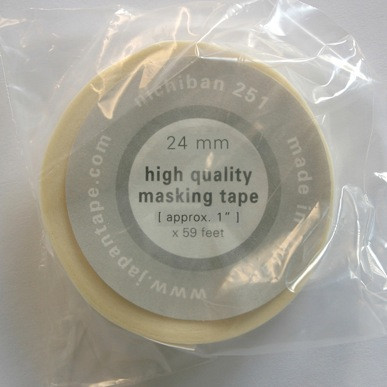 nichiban 251
made in
www.japantape.com
24 mm
high quality
masking tape
[ approx. 1" ]
x 59 feet